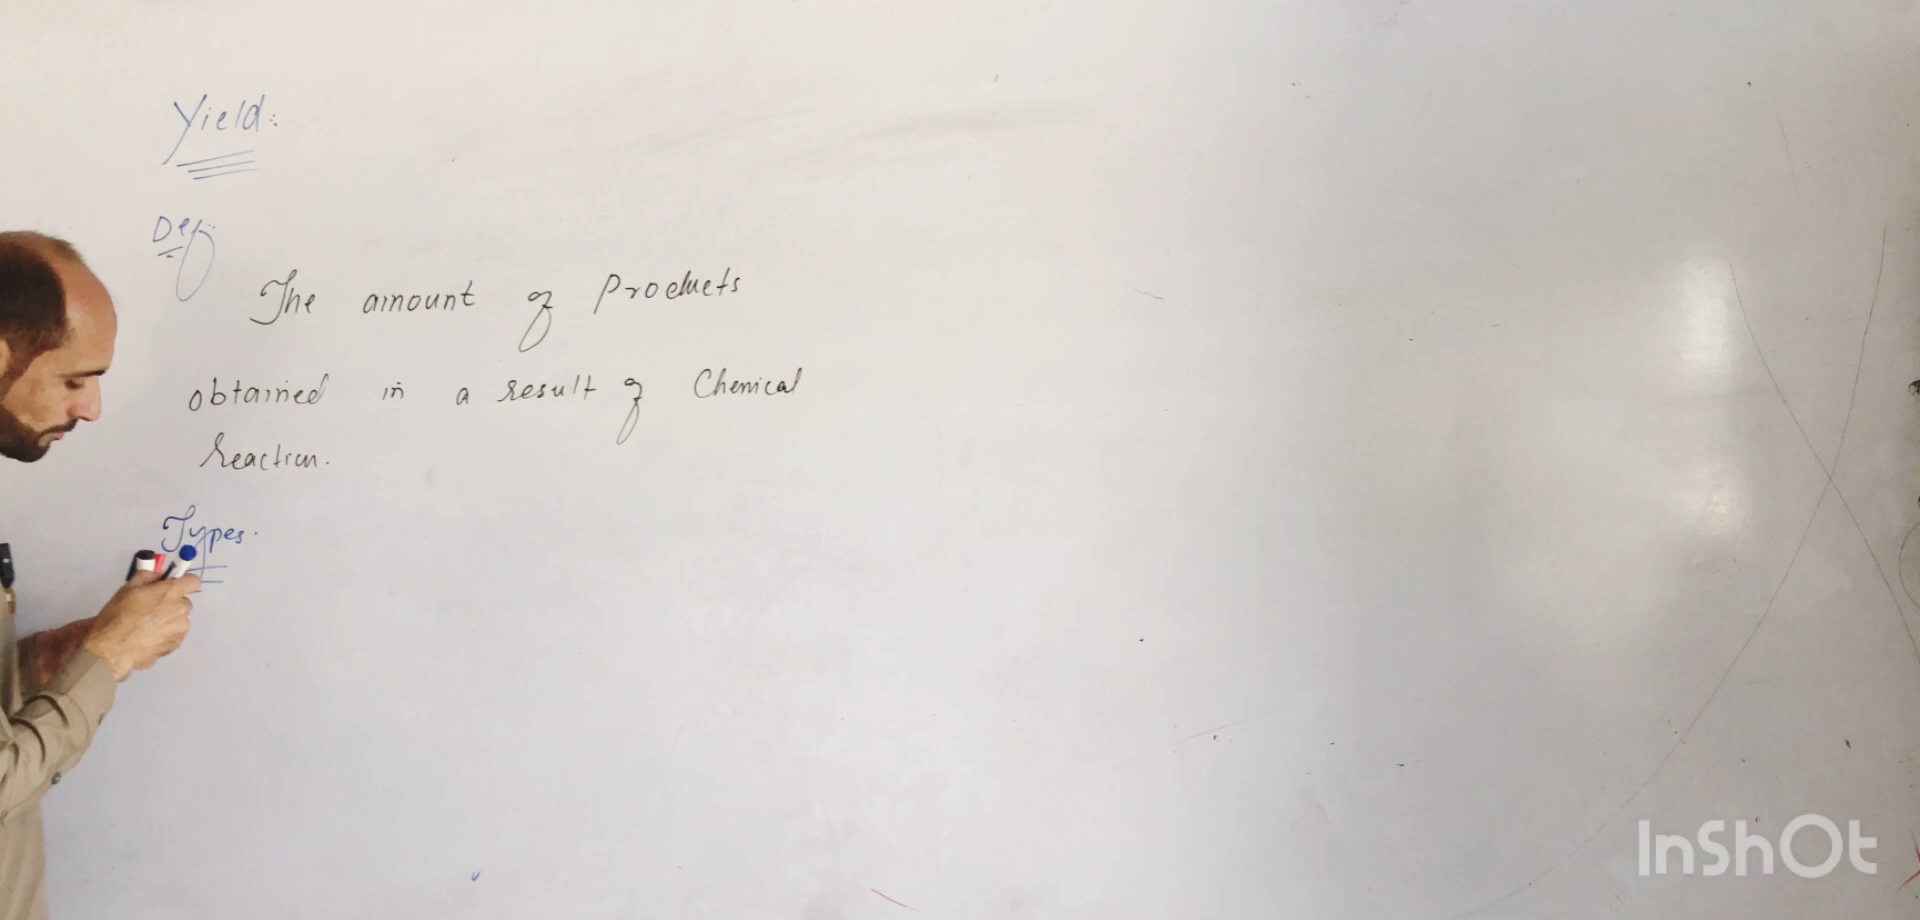 Yield:
Def:
The amount of Products
obtained in a result of Chemical
reaction.
Types.
InShOt